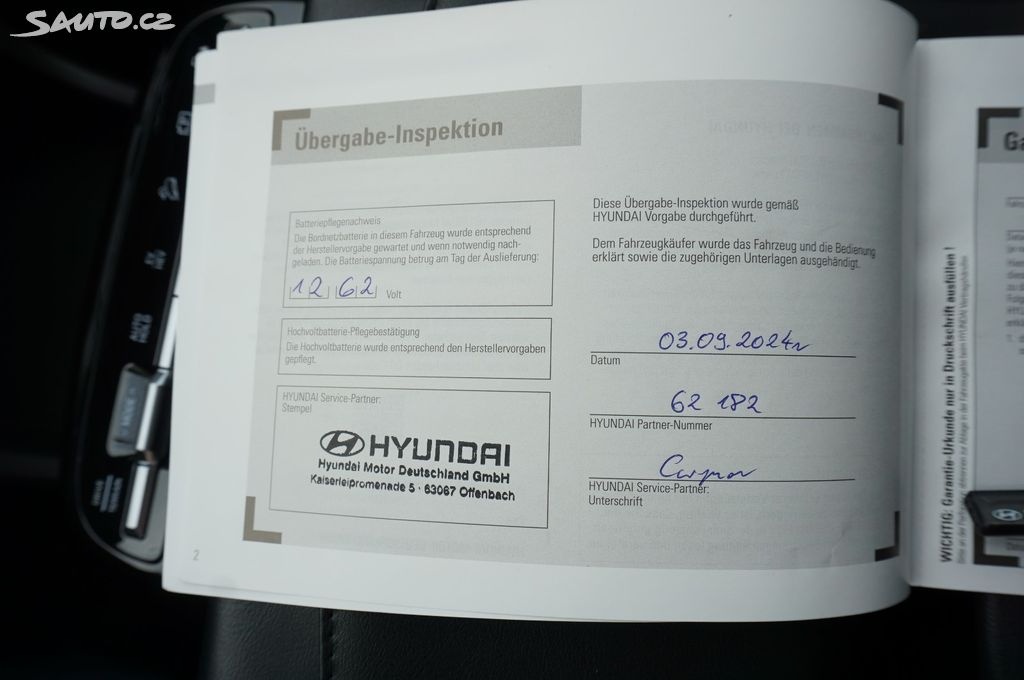 SAUTO.CZ
Übergabe-Inspektion
Batteriepflegenachweis
Die Bordnetzbatterie in diesem Fahrzeug wurde entsprechend
der Herstellervorgabe gewartet und wenn notwendig nach-
geladen. Die Batteriespannung betrug am Tag der Auslieferung:
12 62 Volt
Hochvoltbatterie-Pflegebestätigung
Die Hochvoltbatterie wurde entsprechend den Herstellervorgaben
gepflegt.
HYUNDAI Service-Partner:
Stempel
HYUNDAI
Hyundai Motor Deutschland GmbH
Kaiserleipromenade 5 · 63067 Offenbach
2
Diese Übergabe-Inspektion wurde gemäß
HYUNDAI Vorgabe durchgeführt.
Dem Fahrzeugkäufer wurde das Fahrzeug und die Bedienung
erklärt sowie die zugehörigen Unterlagen ausgehändigt.
03.09.2024
Datum
62 182
HYUNDAI Partner-Nummer
HYUNDAI Service-Partner:
Unterschrift
WICHTIG: Garantie-Urkunde nur in Druckschrift ausfüllen !
AUTO
HOLD
MODE